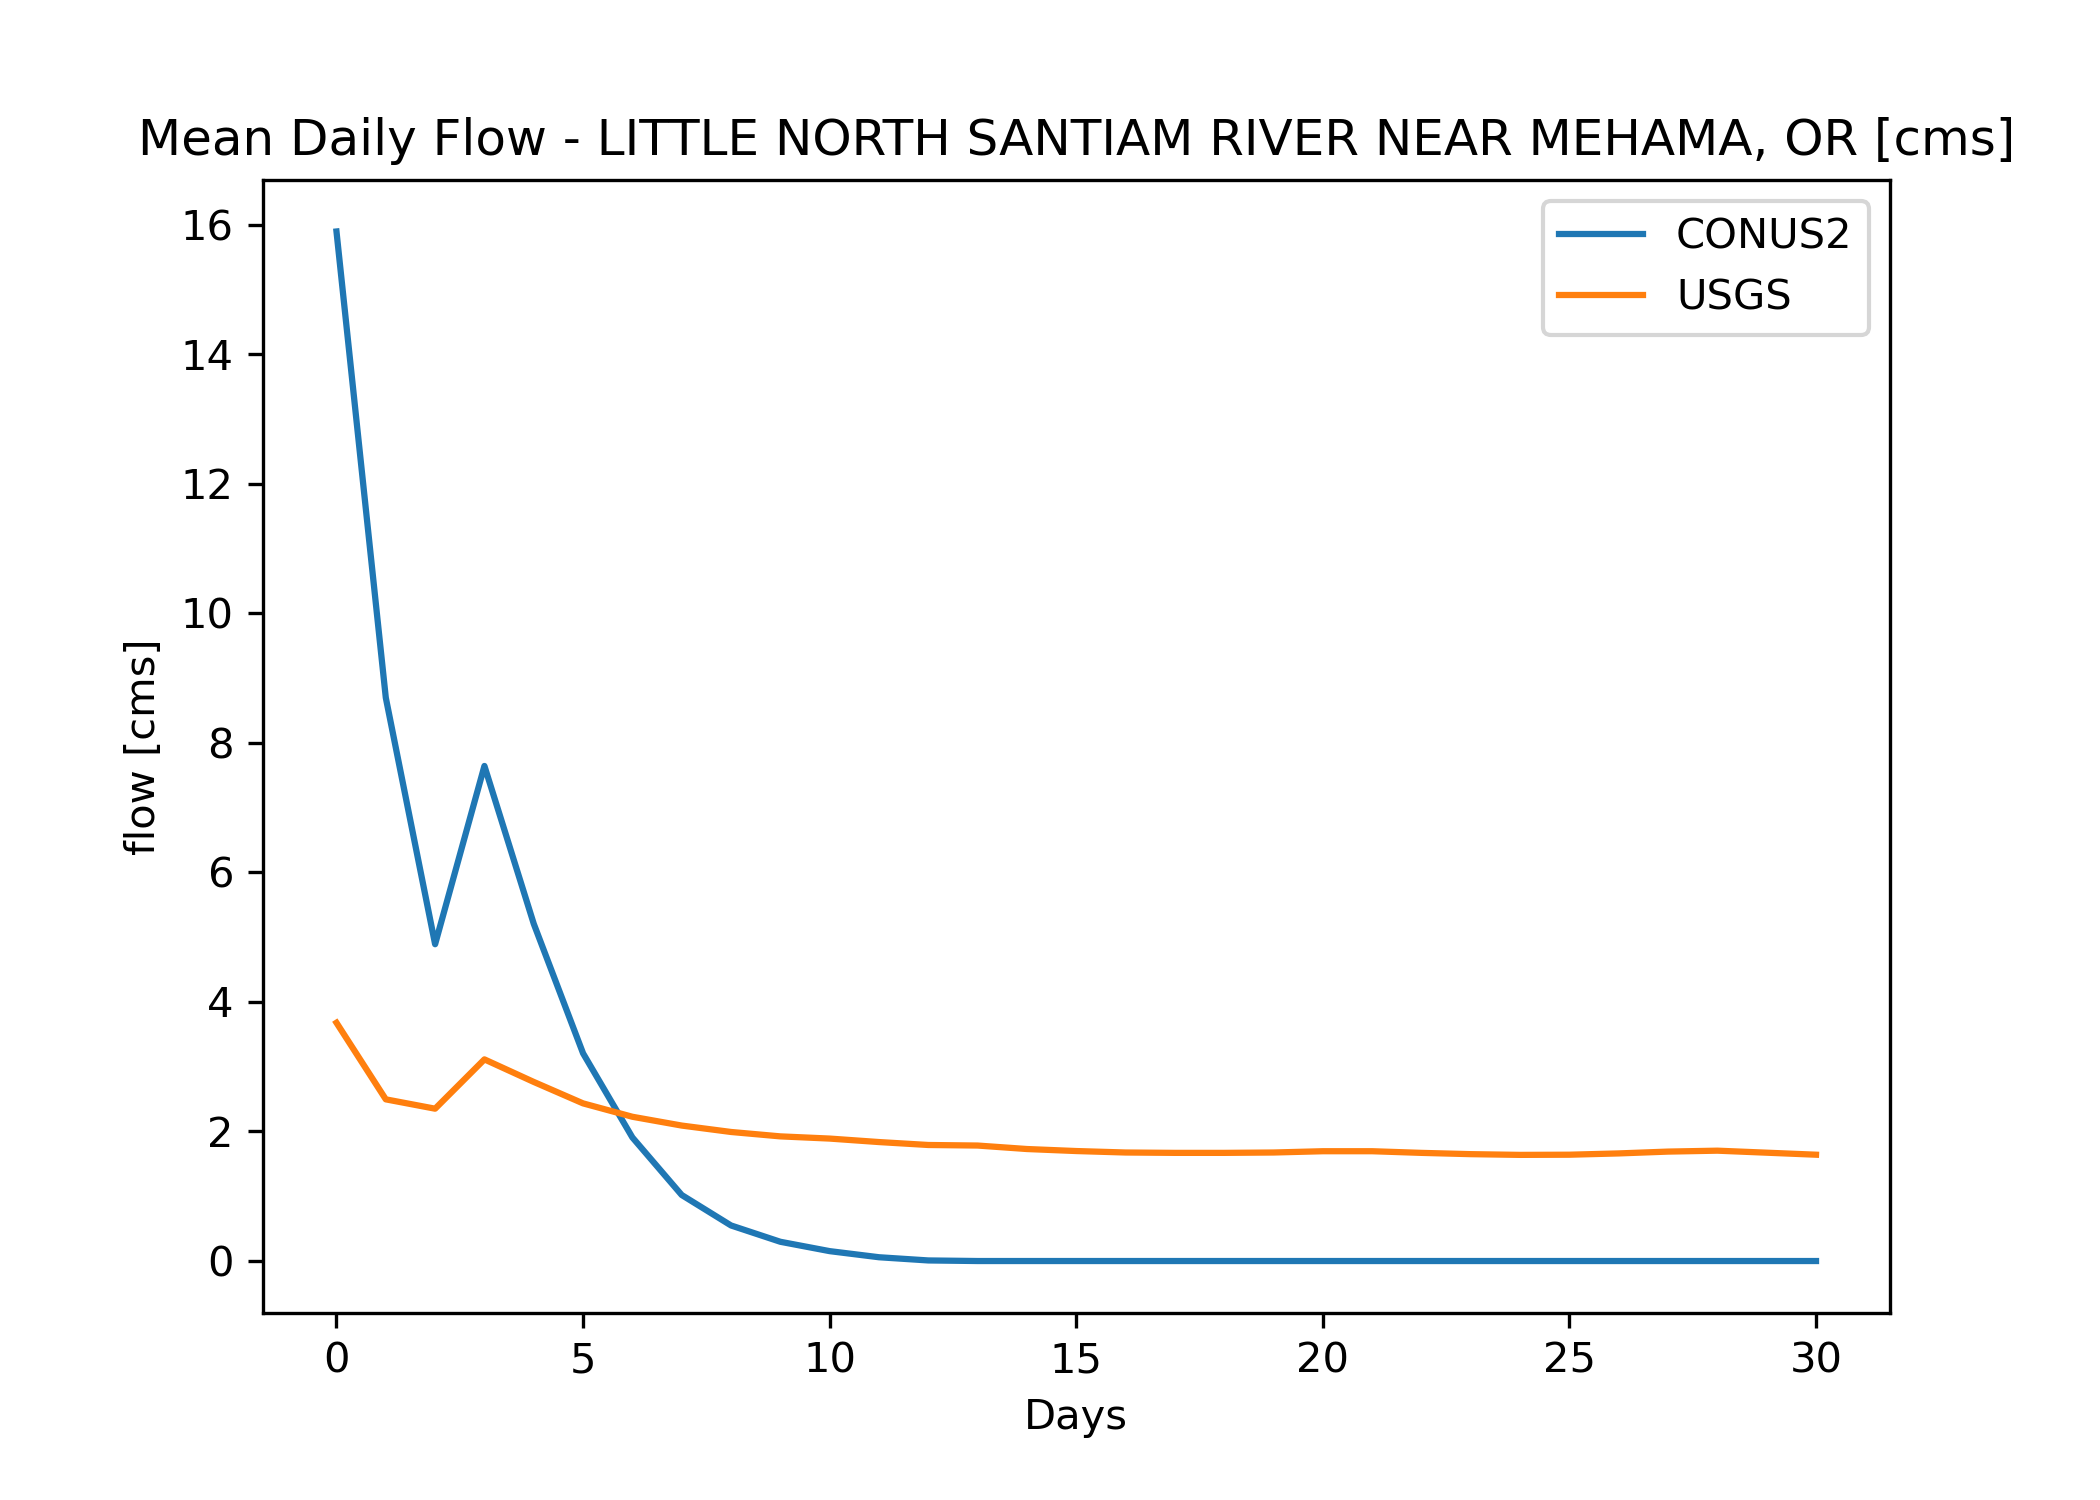 Mean Daily Flow - LITTLE NORTH SANTIAM RIVER NEAR MEHAMA, OR [cms]
CONUS2
USGS
flow [cms]
16
14
12
10
8
6
4
2
0
0 5 10 15 20 25 30
Days